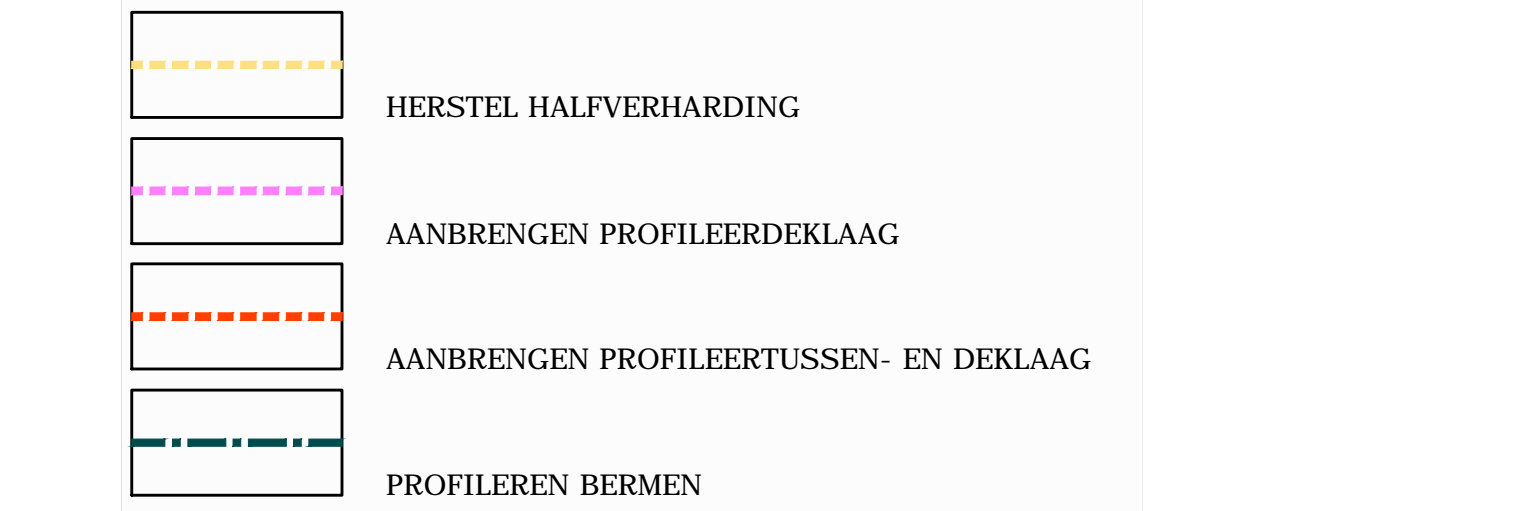 HERSTEL HALFVERHARDING
AANBRENGEN PROFILEERDEKLAAG
AANBRENGEN PROFILEERTUSSEN- EN DEKLAAG
PROFILEREN BERMEN